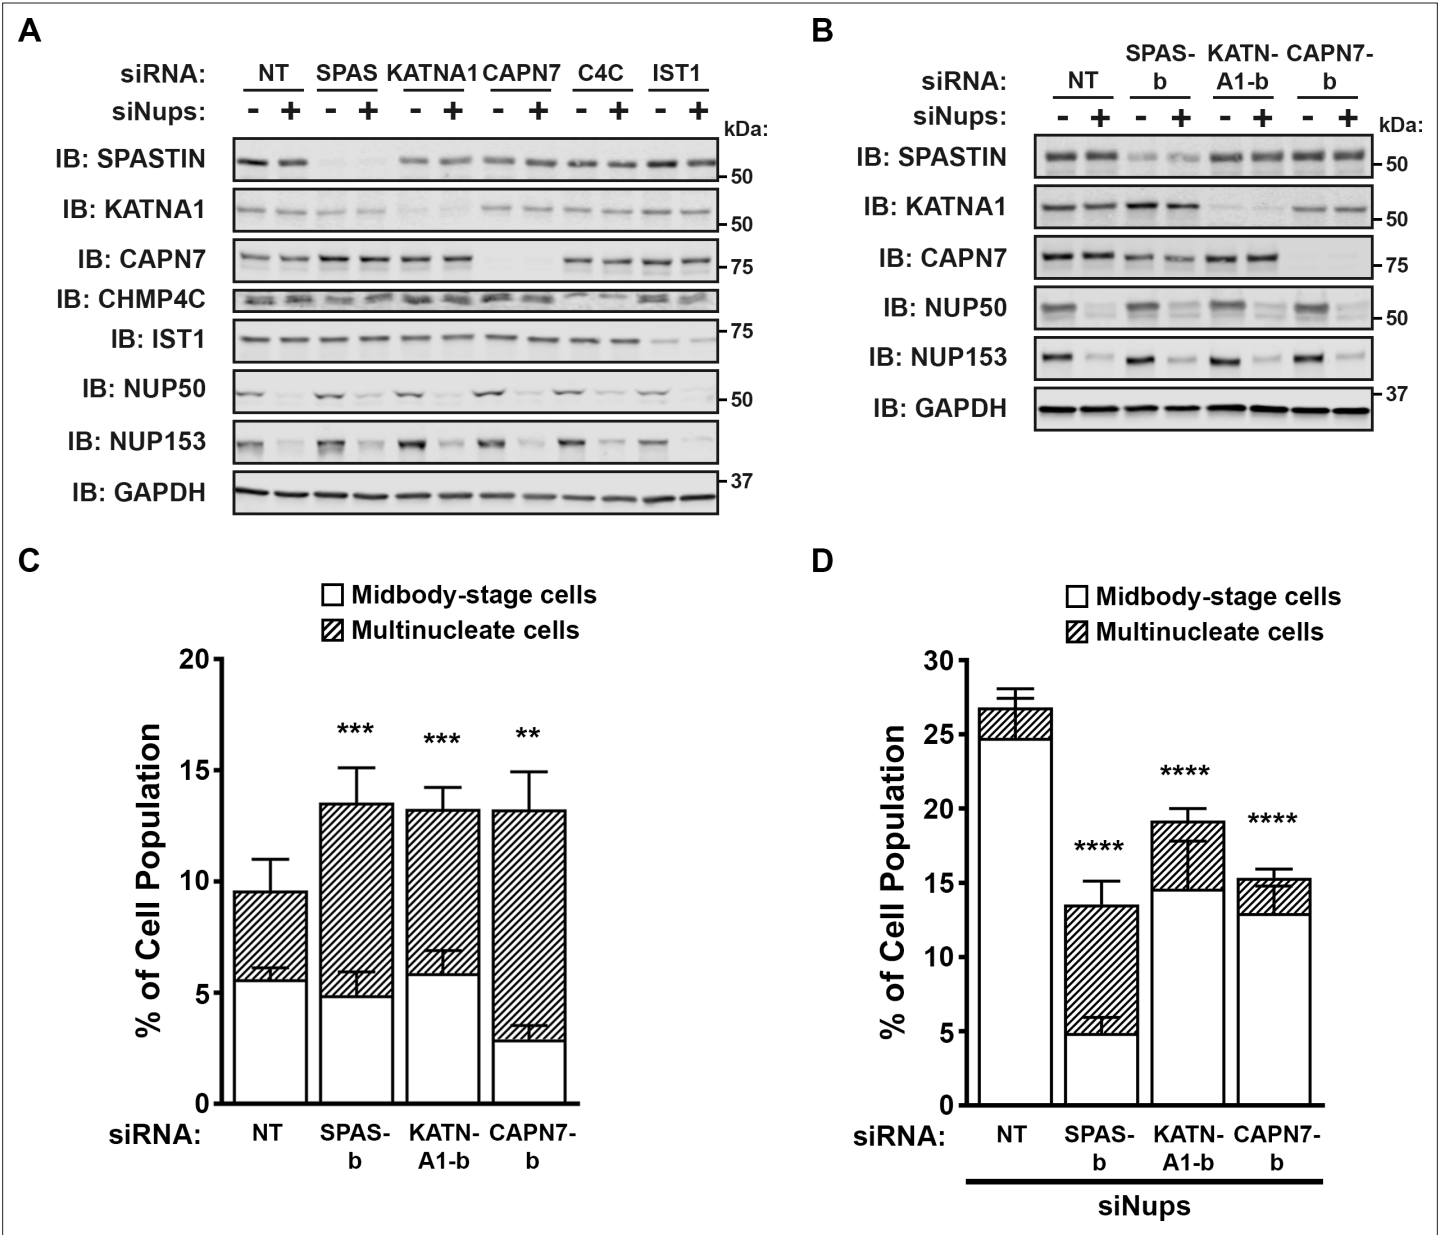 A
siRNA: NT SPAS KATNA1 CAPN7 C4C IST1
siNups: - + - + - + - + - + - +
kDa:
IB: SPASTIN
50
IB: KATNA1
50
IB: CAPN7
75
IB: CHMP4C
IB: IST1
75
IB: NUP50
50
IB: NUP153
IB: GAPDH
37
B
siRNA: NT SPAS-b KATN-A1-b CAPN7-b
siNups: - + - + - + - +
kDa:
IB: SPASTIN
50
IB: KATNA1
50
IB: CAPN7
75
IB: NUP50
50
IB: NUP153
IB: GAPDH
37
C
Midbody-stage cells
Multinucleate cells
% of Cell Population
20
15
10
5
0
*** *** **
siRNA: NT SPAS-b KATN-A1-b CAPN7-b
D
Midbody-stage cells
Multinucleate cells
% of Cell Population
30
25
20
15
10
5
0
**** **** ****
siRNA: NT SPAS-b KATN-A1-b CAPN7-b
siNups